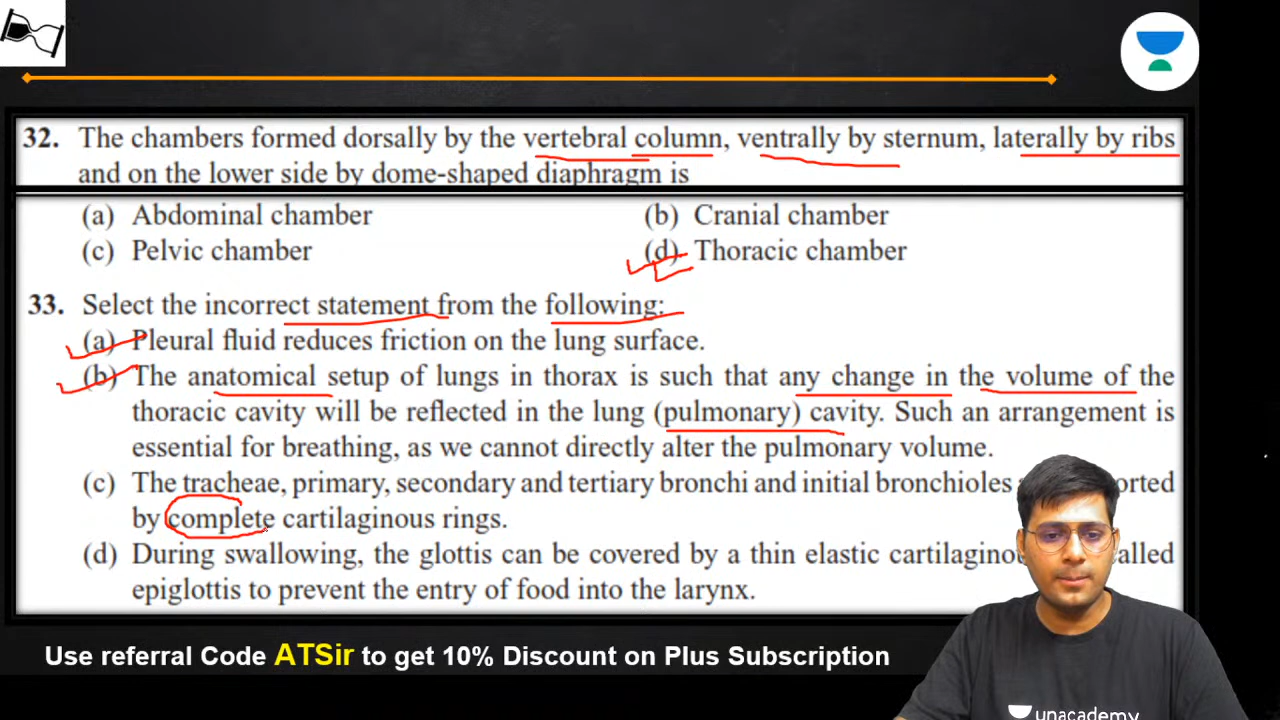 32. The chambers formed dorsally by the vertebral column, ventrally by sternum, laterally by ribs
and on the lower side by dome-shaped diaphragm is
(a) Abdominal chamber (b) Cranial chamber
(c) Pelvic chamber (d) Thoracic chamber
33. Select the incorrect statement from the following:
(a) Pleural fluid reduces friction on the lung surface.
(b) The anatomical setup of lungs in thorax is such that any change in the volume of the
thoracic cavity will be reflected in the lung (pulmonary) cavity. Such an arrangement is
essential for breathing, as we cannot directly alter the pulmonary volume.
(c) The tracheae, primary, secondary and tertiary bronchi and initial bronchioles
by complete cartilaginous rings.
(d) During swallowing, the glottis can be covered by a thin elastic
epiglottis to prevent the entry of food into the larynx.
Use referral Code ATSir to get 10% Discount on Plus Subscription
unacademy